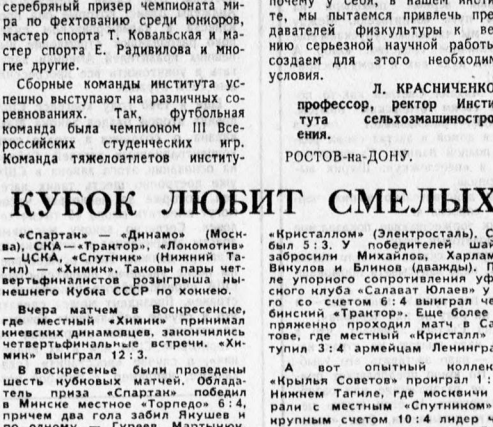 серебряный призер чемпионата ми-
ра по фехтованию среди юниоров,
мастер спорта Т. Ковальская и ма-
стер спорта Е. Радивилова и мно-
гие другие.
Сборные команды института ус-
пешно выступают на различных со-
ревнованиях. Так, футбольная
команда была чемпионом III Все-
российских студенческих игр.
Команда тяжелоатлетов институ-
те, мы пытаемся привлечь пре
давателей физкультуры к ве
нию серьезной научной работы
создаем для этого необходим
условия.
Л. КРАСНИЧЕНКО
профессор, ректор Инсти
тута сельхозмашиностро
ения.
РОСТОВ-на-ДОНУ.
КУБОК ЛЮБИТ СМЕЛЫХ
«Спартак» — «Динамо» (Моск-
ва), СКА — «Трактор», «Локомотив»
— ЦСКА, «Спутник» (Нижний Та-
гил) — «Химик». Таковы пары чет-
вертьфиналистов розыгрыша ны-
нешнего Кубка СССР по хоккею.
Вчера матчем в Воскресенске,
где местный «Химик» принимал
киевских динамовцев, закончились
четвертьфинальные встречи. «Хи-
мик» выиграл 12 : 3.
В воскресенье были проведены
шесть кубковых матчей. Облада-
тель приза «Спартак» победил
в Минске местное «Торпедо» 6 : 4,
причем два гола забил Якушев и
по одному — Гуреев, Мартынюк,
«Кристаллом» (Электросталь). С
был 5 : 3. У победителей шай
забросили Михайлов, Харлам
Викулов и Блинов (дважды). П
ле упорного сопротивления уф
ского клуба «Салават Юлаев» у
го со счетом 6 : 4 выиграл че
бинский «Трактор». Еще более
пряженно проходил матч в Са
тове, где местный «Кристалл»
тупил 3 : 4 армейцам Ленингра
А вот опытный коллек
«Крылья Советов» проиграл 1 :
Нижнем Тагиле, где москвичи
рали с местным «Спутником»
крупным счетом 10 : 4 лидер